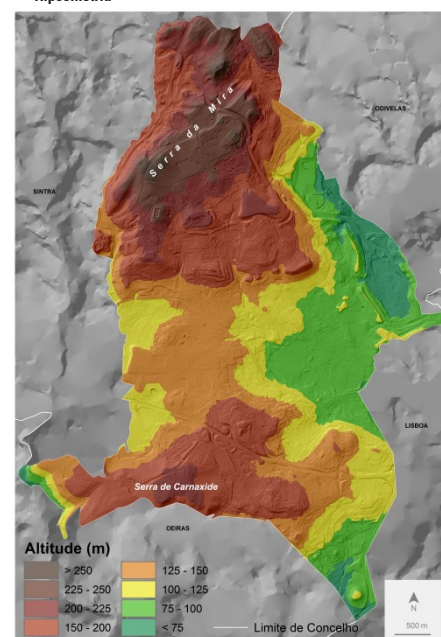 Hipsometria
ODIVELAS
Serra da Mira
SINTRA
LISBOA
Serra de Carnaxide
OEIRAS
Altitude (m)
> 250
225 - 250
200 - 225
150 - 200
125 - 150
100 - 125
75 - 100
< 75
Limite de Concelho
N
500 m